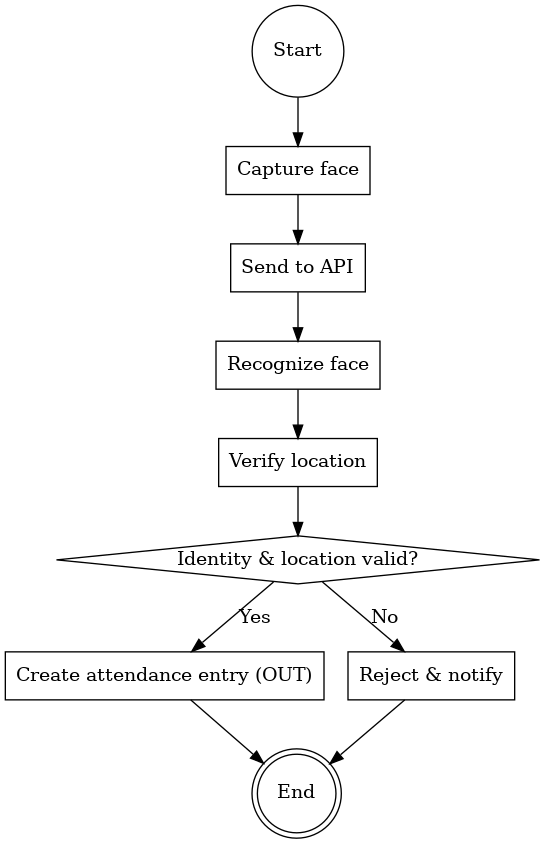 Start
Capture face
Send to API
Recognize face
Verify location
Identity & location valid?
Yes
No
Create attendance entry (OUT)
Reject & notify
End